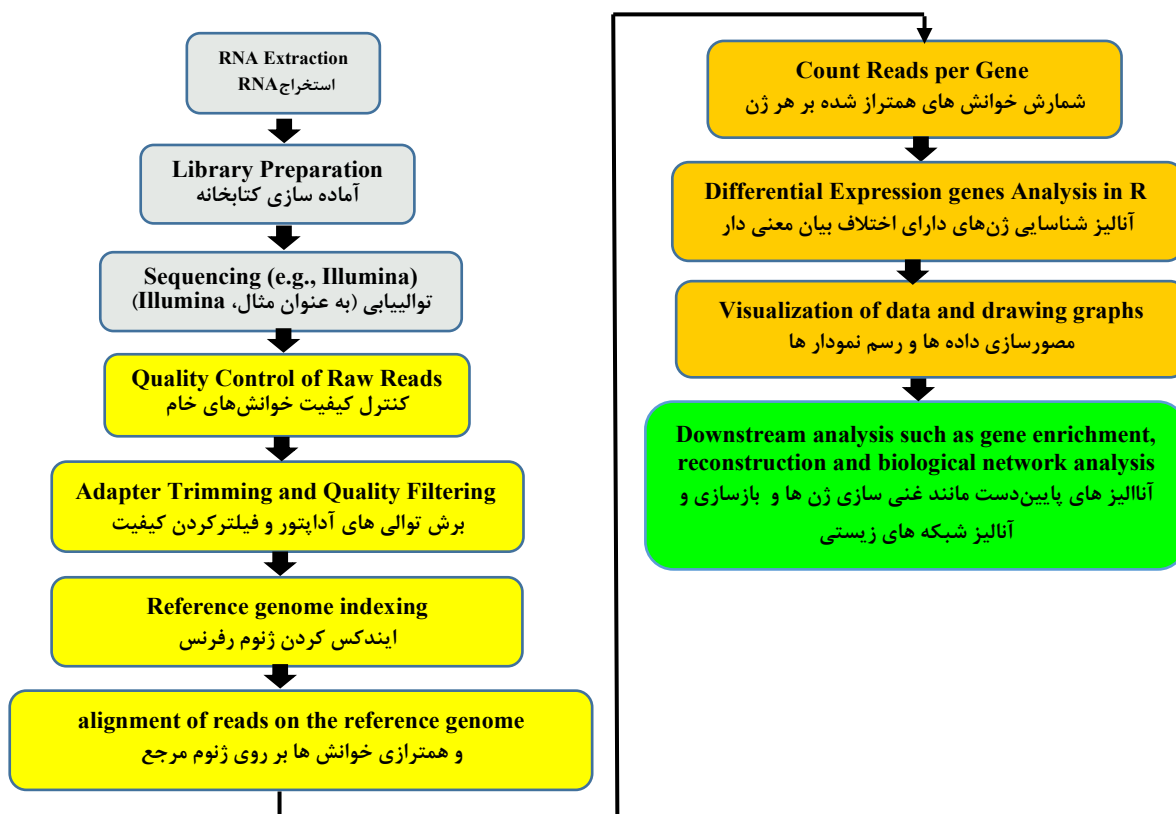 RNA Extraction
استخراجRNA
Library Preparation
آماده سازی کتابخانه
Sequencing (e.g., Illumina)
توالییابی (به عنوان مثال، Illumina)
Quality Control of Raw Reads
کنترل کیفیت خوانش‌های خام
Adapter Trimming and Quality Filtering
برش توالی های آداپتور و فیلترکردن کیفیت
Reference genome indexing
ایندکس کردن ژنوم رفرنس
alignment of reads on the reference genome
و همترازی خوانش ها بر روی ژنوم مرجع
Count Reads per Gene
شمارش خوانش های همتراز شده بر هر ژن
Differential Expression genes Analysis in R
آنالیز شناسایی ژن‌های دارای اختلاف بیان معنی دار
Visualization of data and drawing graphs
مصورسازی داده ها و رسم نمودار ها
Downstream analysis such as gene enrichment,
reconstruction and biological network analysis
آناالیز های پایین‌دست مانند غنی سازی ژن ها و بازسازی و
آنالیز شبکه های زیستی